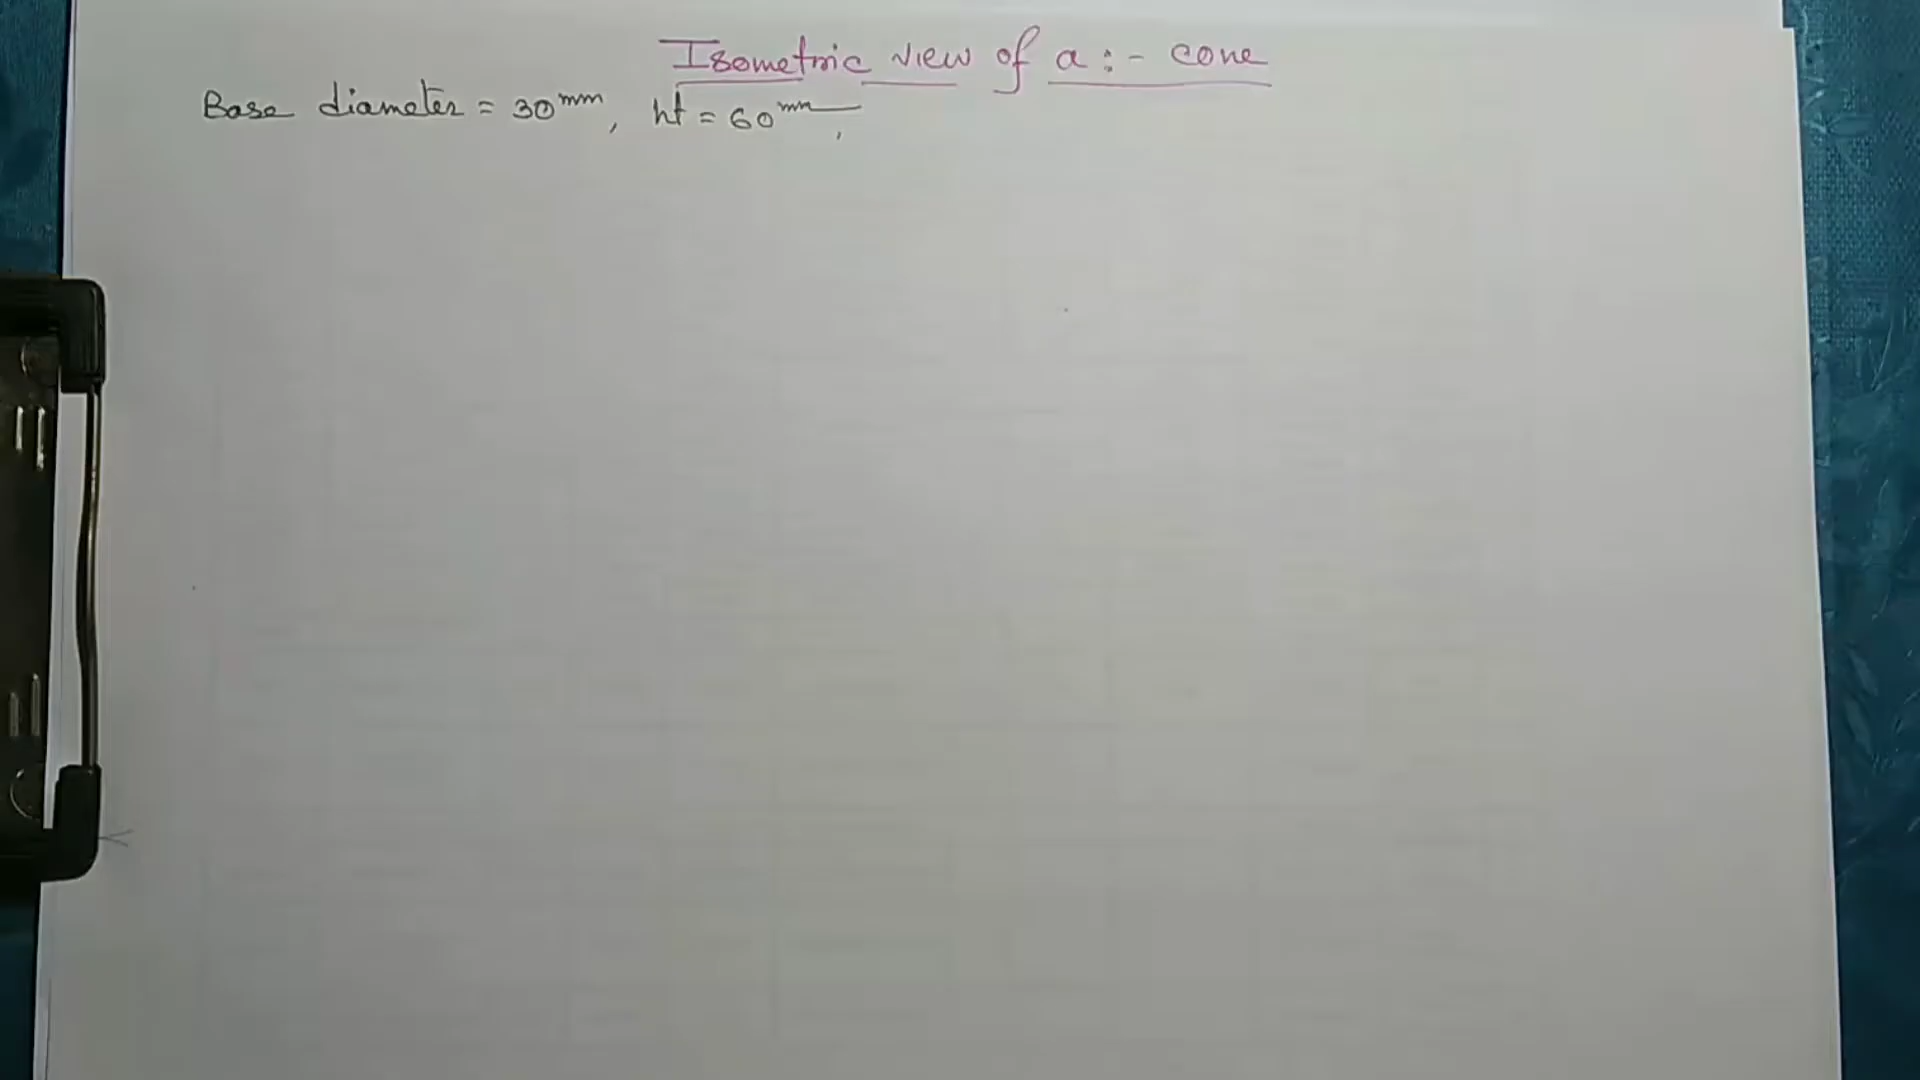 Isometric view of a :- cone
Base diameter = 30mm, ht = 60mm,